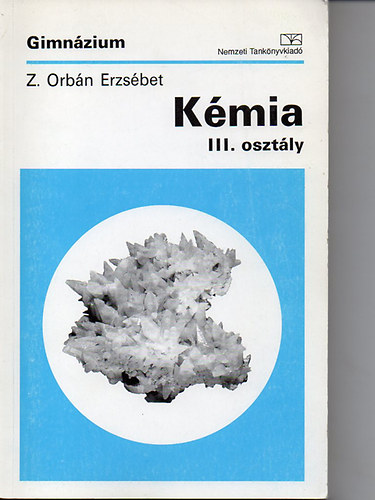 Gimnázium
Nemzeti Tankönyvkiadó
Z. Orbán Erzsébet
Kémia
III. osztály